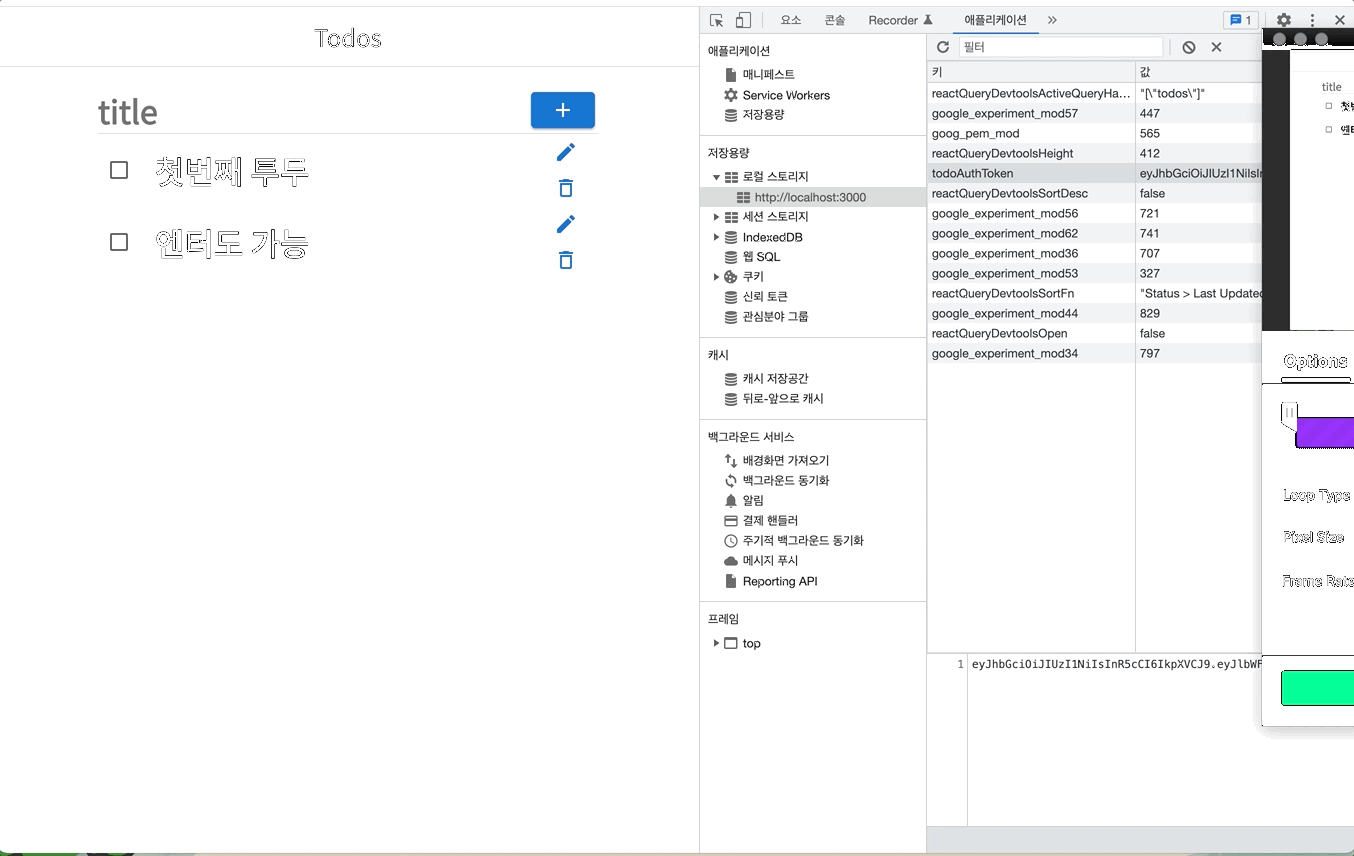 Todos
title
+
첫번째 투두
엔터도 가능
요소 콘솔 Recorder 애플리케이션 » 1
애플리케이션
매니페스트
Service Workers
저장용량
저장용량
로컬 스토리지
http://localhost:3000
세션 스토리지
IndexedDB
웹 SQL
쿠키
신뢰 토큰
관심분야 그룹
캐시
캐시 저장공간
뒤로-앞으로 캐시
백그라운드 서비스
배경화면 가져오기
백그라운드 동기화
알림
결제 핸들러
주기적 백그라운드 동기화
메시지 푸시
Reporting API
프레임
top
필터
키 값
reactQueryDevtoolsActiveQueryHa… "[\"todos\"]"
google_experiment_mod57 447
goog_pem_mod 565
reactQueryDevtoolsHeight 412
todoAuthToken eyJhbGciOiJIUzI1NiIsIn
reactQueryDevtoolsSortDesc false
google_experiment_mod56 721
google_experiment_mod62 741
google_experiment_mod36 707
google_experiment_mod53 327
reactQueryDevtoolsSortFn "Status > Last Updated
google_experiment_mod44 829
reactQueryDevtoolsOpen false
google_experiment_mod34 797
1 eyJhbGciOiJIUzI1NiIsInR5cCI6IkpXVCJ9.eyJlbWF
title
Options
Loop Type
Pixel Size
Frame Rate